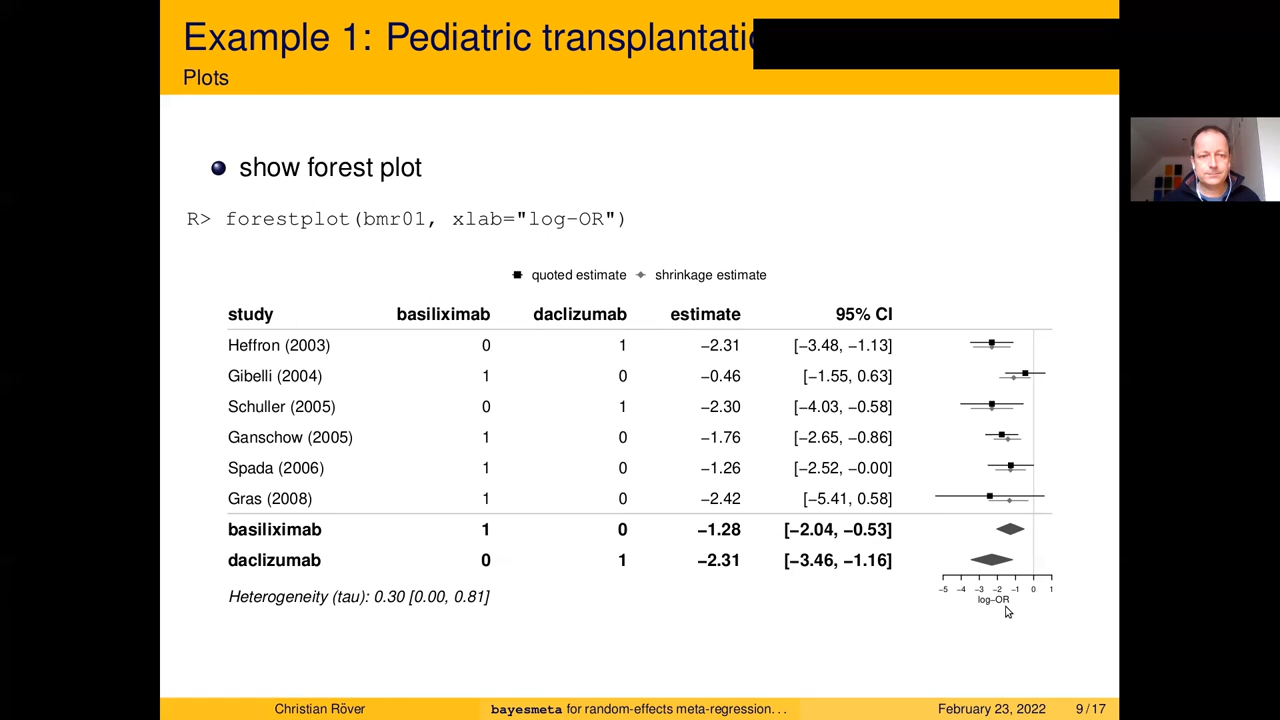 Example 1: Pediatric transplantatio
Plots
show forest plot
R> forestplot(bmr01, xlab="log−OR")
quoted estimate shrinkage estimate
study basiliximab daclizumab estimate 95% CI
Heffron (2003) 0 1 −2.31 [−3.48, −1.13]
Gibelli (2004) 1 0 −0.46 [−1.55, 0.63]
Schuller (2005) 0 1 −2.30 [−4.03, −0.58]
Ganschow (2005) 1 0 −1.76 [−2.65, −0.86]
Spada (2006) 1 0 −1.26 [−2.52, −0.00]
Gras (2008) 1 0 −2.42 [−5.41, 0.58]
basiliximab 1 0 −1.28 [−2.04, −0.53]
daclizumab 0 1 −2.31 [−3.46, −1.16]
−5 −4 −3 −2 −1 0 1
log−OR
Heterogeneity (tau): 0.30 [0.00, 0.81]
Christian Röver bayesmeta for random-effects meta-regression... February 23, 2022 9 / 17